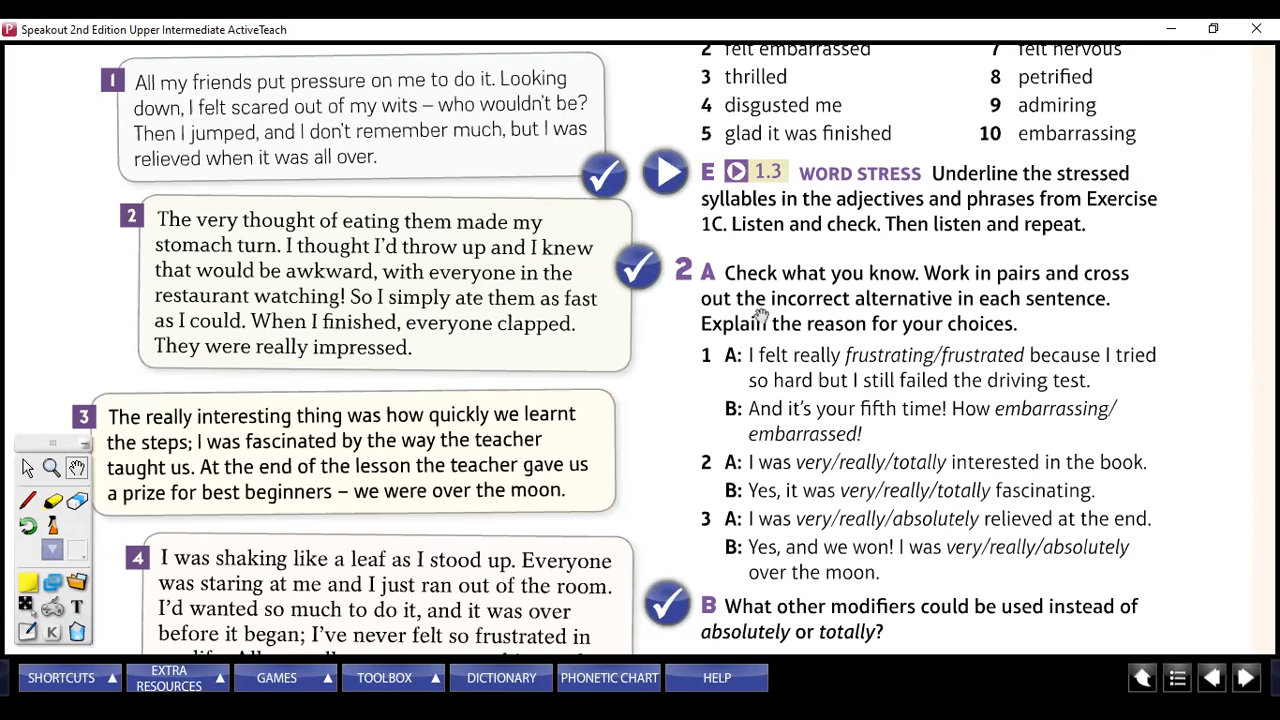 Speakout 2nd Edition Upper Intermediate ActiveTeach
1
All my friends put pressure on me to do it. Looking
down, I felt scared out of my wits – who wouldn't be?
Then I jumped, and I don't remember much, but I was
relieved when it was all over.
2
The very thought of eating them made my
stomach turn. I thought I'd throw up and I knew
that would be awkward, with everyone in the
restaurant watching! So I simply ate them as fast
as I could. When I finished, everyone clapped.
They were really impressed.
3
The really interesting thing was how quickly we learnt
the steps; I was fascinated by the way the teacher
taught us. At the end of the lesson the teacher gave us
a prize for best beginners – we were over the moon.
4
I was shaking like a leaf as I stood up. Everyone
was staring at me and I just ran out of the room.
I'd wanted so much to do it, and it was over
before it began; I've never felt so frustrated in
2 felt embarrassed 7 felt nervous
3 thrilled 8 petrified
4 disgusted me 9 admiring
5 glad it was finished 10 embarrassing
E 1.3 WORD STRESS Underline the stressed
syllables in the adjectives and phrases from Exercise
1C. Listen and check. Then listen and repeat.
2 A Check what you know. Work in pairs and cross
out the incorrect alternative in each sentence.
Explain the reason for your choices.
1 A: I felt really frustrating/frustrated because I tried
so hard but I still failed the driving test.
B: And it's your fifth time! How embarrassing/
embarrassed!
2 A: I was very/really/totally interested in the book.
B: Yes, it was very/really/totally fascinating.
3 A: I was very/really/absolutely relieved at the end.
B: Yes, and we won! I was very/really/absolutely
over the moon.
B What other modifiers could be used instead of
absolutely or totally?
T
K
SHORTCUTS
EXTRA
RESOURCES
GAMES
TOOLBOX
DICTIONARY
PHONETIC CHART
HELP